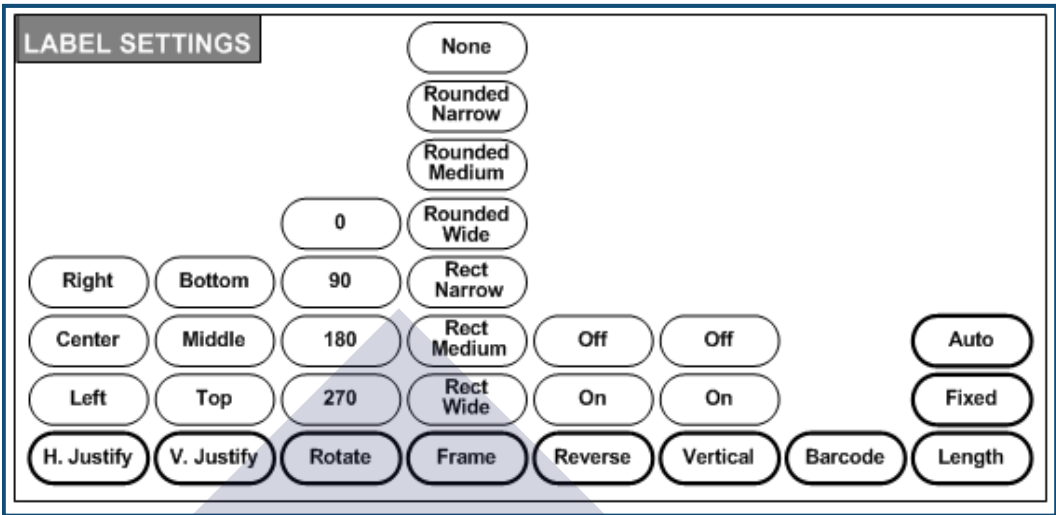 LABEL SETTINGS
None
Rounded
Narrow
Rounded
Medium
0
Rounded
Wide
Right
Bottom
90
Rect
Narrow
Center
Middle
180
Rect
Medium
Off
Off
Auto
Left
Top
270
Rect
Wide
On
On
Fixed
H. Justify
V. Justify
Rotate
Frame
Reverse
Vertical
Barcode
Length